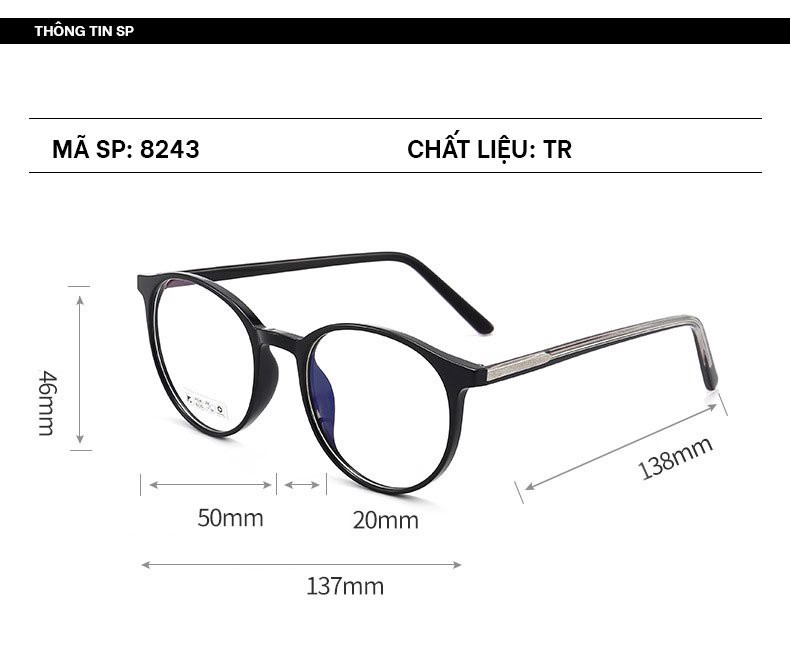 THÔNG TIN SP
MÃ SP: 8243
CHẤT LIỆU: TR
46mm
50mm
20mm
138mm
137mm